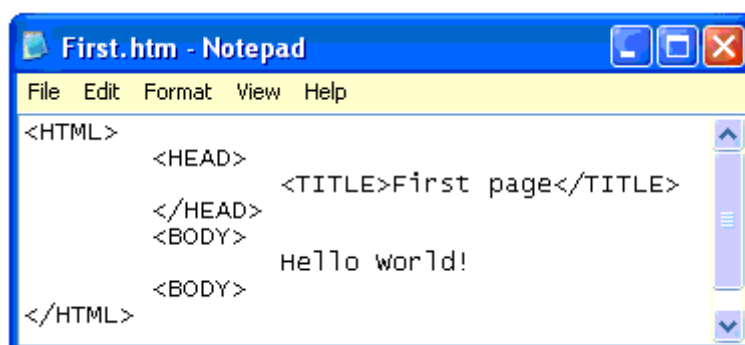 First.htm - Notepad
File Edit Format View Help
<HTML>
<HEAD>
<TITLE>First page</TITLE>
</HEAD>
<BODY>
Hello World!
<BODY>
</HTML>